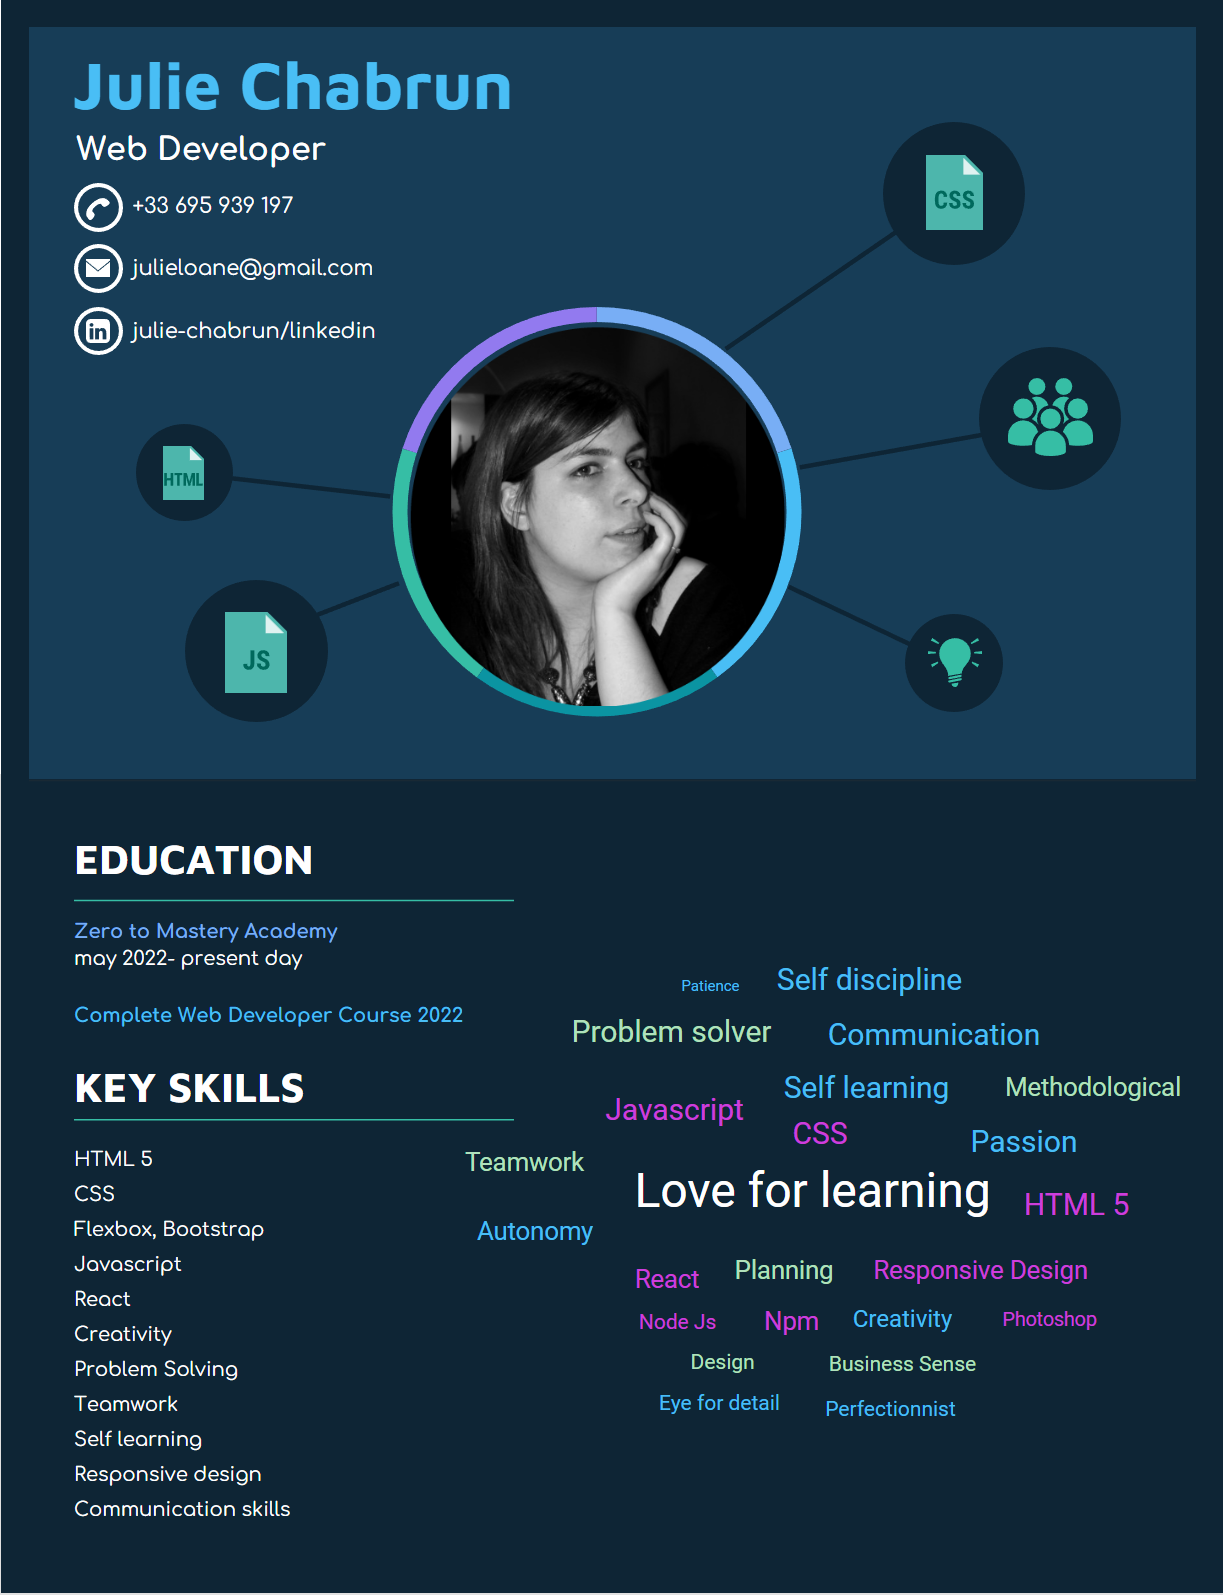 Julie Chabrun
Web Developer
+33 695 939 197
julieloane@gmail.com
julie-chabrun/linkedin
in
CSS
HTML
JS
EDUCATION
Zero to Mastery Academy
may 2022- present day
Complete Web Developer Course 2022
KEY SKILLS
HTML 5
CSS
Flexbox, Bootstrap
Javascript
React
Creativity
Problem Solving
Teamwork
Self learning
Responsive design
Communication skills
Patience Self discipline
Problem solver Communication
Self learning Methodological
Javascript CSS Passion
Teamwork
Love for learning HTML 5
Autonomy
React Planning Responsive Design
Node Js Npm Creativity Photoshop
Design Business Sense
Eye for detail Perfectionnist